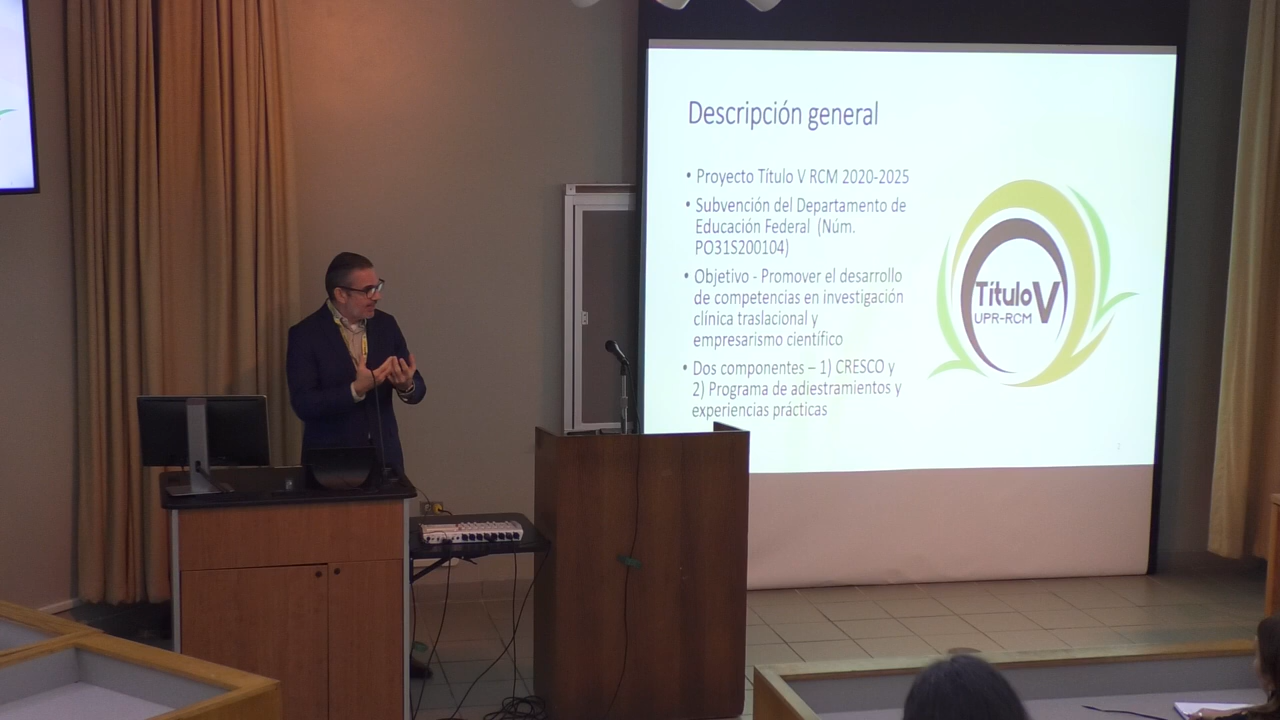 Descripción general
• Proyecto Título V RCM 2020-2025
• Subvención del Departamento de
Educación Federal (Núm.
PO31S200104)
• Objetivo - Promover el desarrollo
de competencias en investigación
clínica traslacional y
empresarismo científico
• Dos componentes – 1) CRESCO y
2) Programa de adiestramientos y
experiencias prácticas
Título V
UPR-RCM